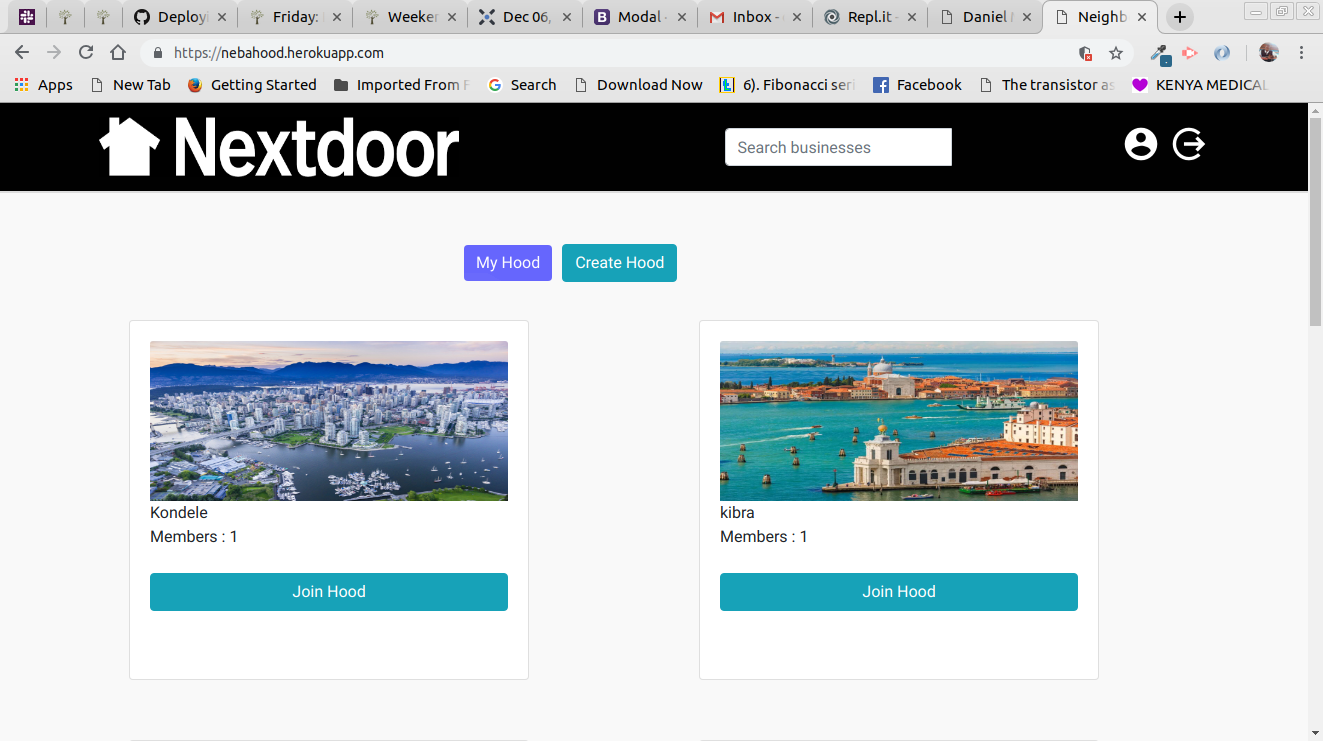 Deploy
Friday:
Weeker
Dec 06,
Modal
Inbox -
Repl.it
Daniel
Neighb
https://nebahood.herokuapp.com
Apps
New Tab
Getting Started
Imported From
Search
Download Now
6). Fibonacci seri
Facebook
The transistor as
KENYA MEDICAL
Nextdoor
Search businesses
My Hood
Create Hood
Kondele
Members : 1
Join Hood
kibra
Members : 1
Join Hood